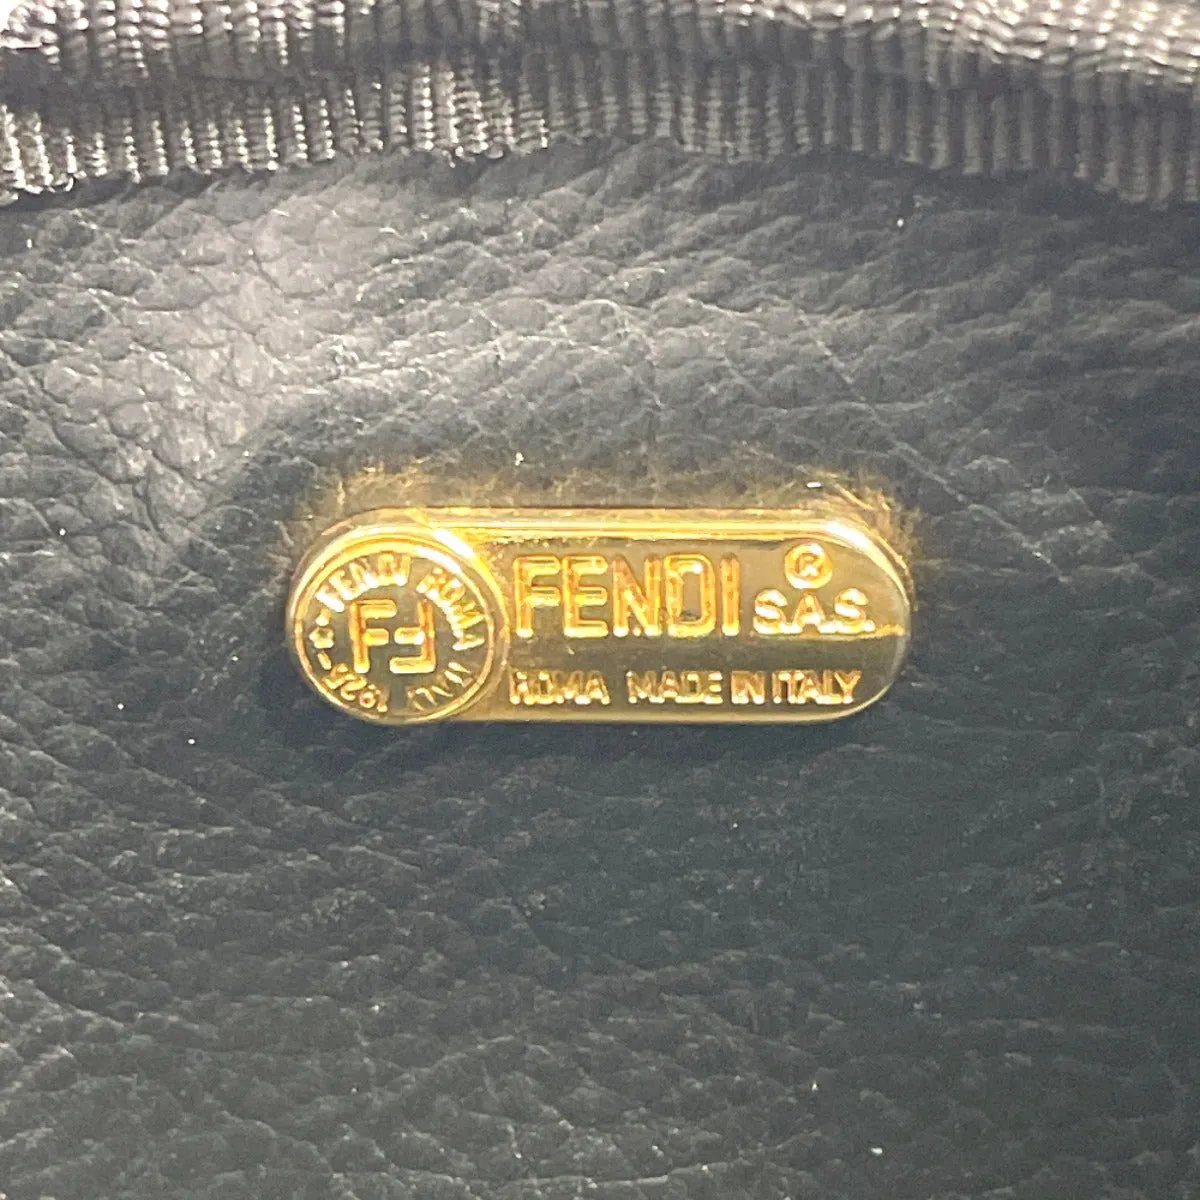 FENDI ROMA ITALY 1925
FF
FENDI ® S.A.S.
ROMA MADE IN ITALY